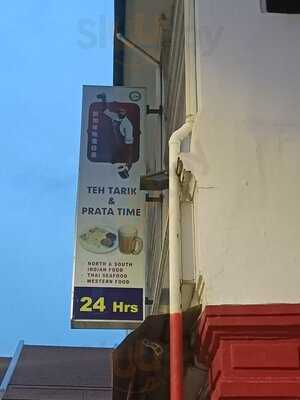 TEH TARIK
&
PRATA TIME
- NORTH & SOUTH
INDIAN FOOD
- THAI SEAFOOD
- WESTERN FOOD
24 Hrs